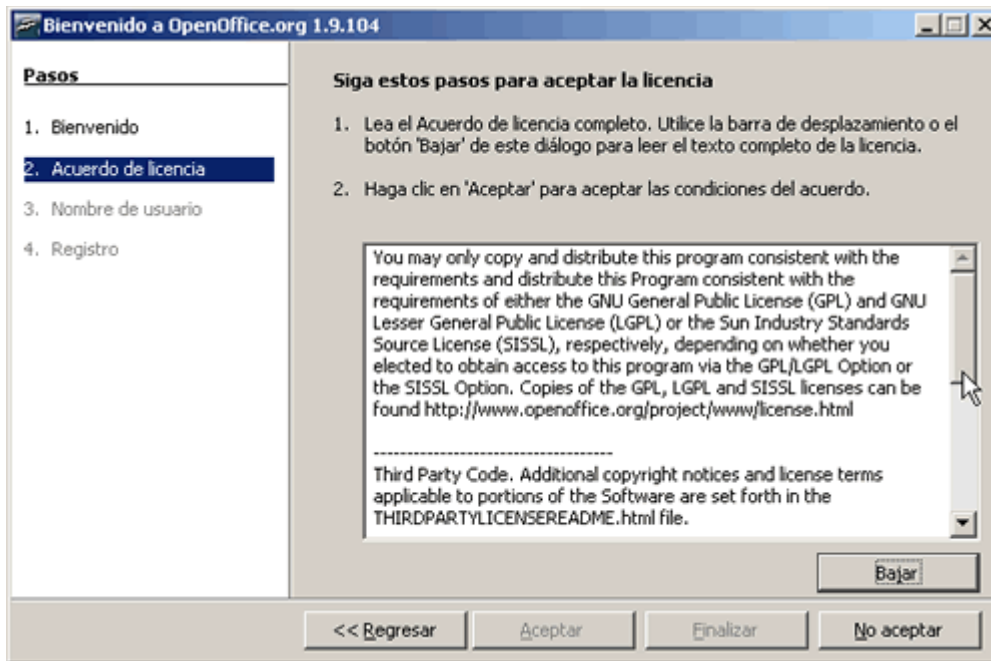 Bienvenido a OpenOffice.org 1.9.104
Pasos
1. Bienvenido
2. Acuerdo de licencia
3. Nombre de usuario
4. Registro
Siga estos pasos para aceptar la licencia
1. Lea el Acuerdo de licencia completo. Utilice la barra de desplazamiento o el
botón 'Bajar' de este diálogo para leer el texto completo de la licencia.
2. Haga clic en 'Aceptar' para aceptar las condiciones del acuerdo.
You may only copy and distribute this program consistent with the
requirements and distribute this Program consistent with the
requirements of either the GNU General Public License (GPL) and GNU
Lesser General Public License (LGPL) or the Sun Industry Standards
Source License (SISSL), respectively, depending on whether you
elected to obtain access to this program via the GPL/LGPL Option or
the SISSL Option. Copies of the GPL, LGPL and SISSL licenses can be
found http://www.openoffice.org/project/www/license.html
------------------------------------
Third Party Code. Additional copyright notices and license terms
applicable to portions of the Software are set forth in the
THIRDPARTYLICENSEREADME.html file.
Bajar
<< Regresar
Aceptar
Finalizar
No aceptar